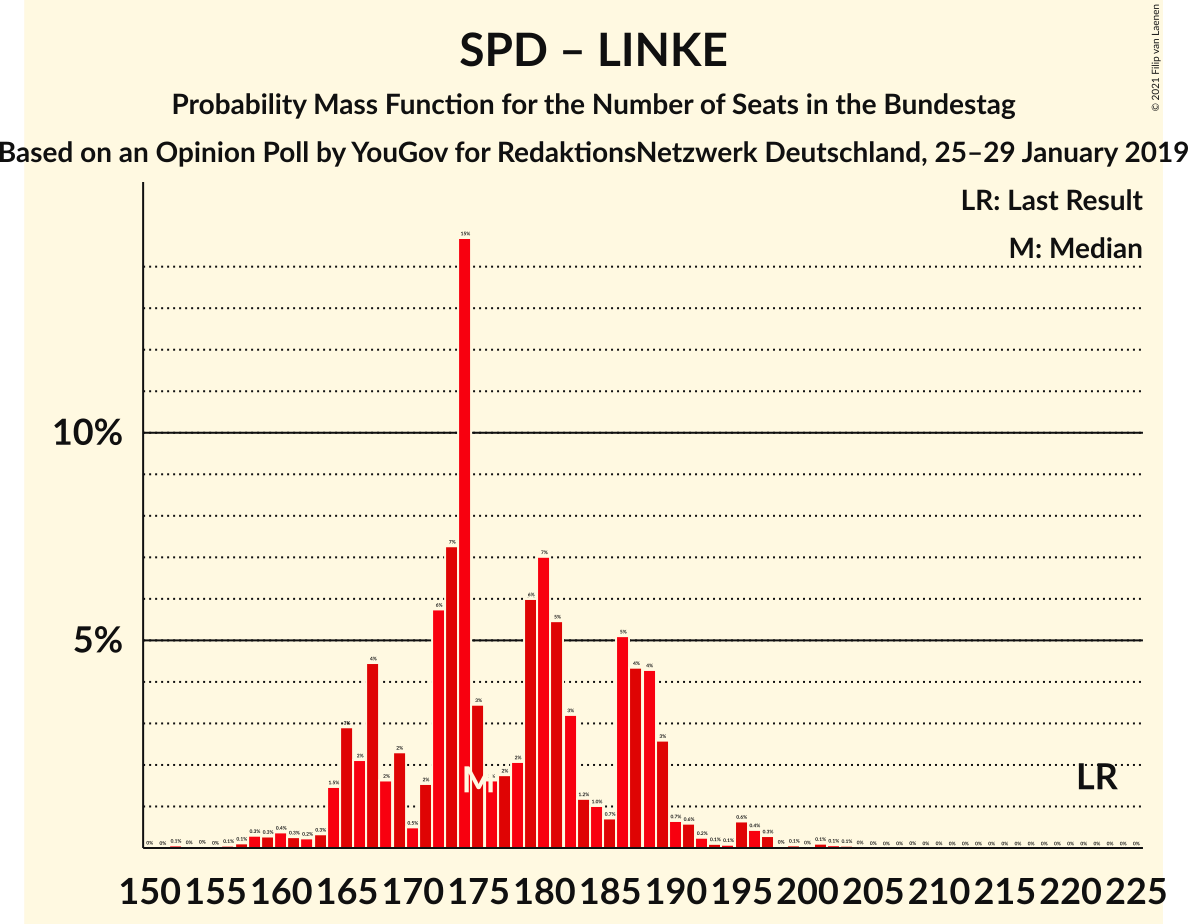 SPD – LINKE
Probability Mass Function for the Number of Seats in the Bundestag
Based on an Opinion Poll by YouGov for RedaktionsNetzwerk Deutschland, 25–29 January 2019
© 2021 Filip van Laenen
LR: Last Result
M: Median
10%
5%
M
LR
150 155 160 165 170 175 180 185 190 195 200 205 210 215 220 225